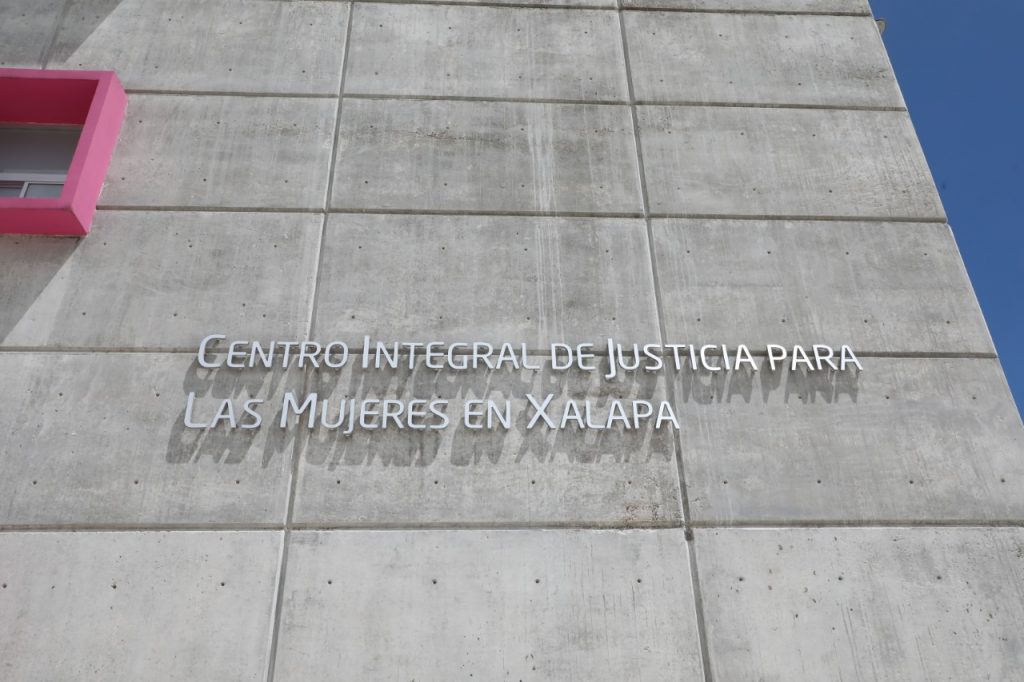 Centro Integral de Justicia para
Las Mujeres en Xalapa